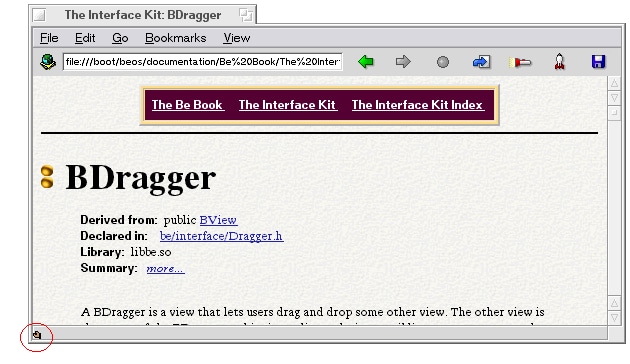 The Interface Kit: BDragger
File Edit Go Bookmarks View
file:///boot/beos/documentation/Be%20Book/The%20Inter
The Be Book The Interface Kit The Interface Kit Index
BDragger
Derived from: public BView
Declared in: be/interface/Dragger.h
Library: libbe.so
Summary: more...
A BDragger is a view that lets users drag and drop some other view. The other view is